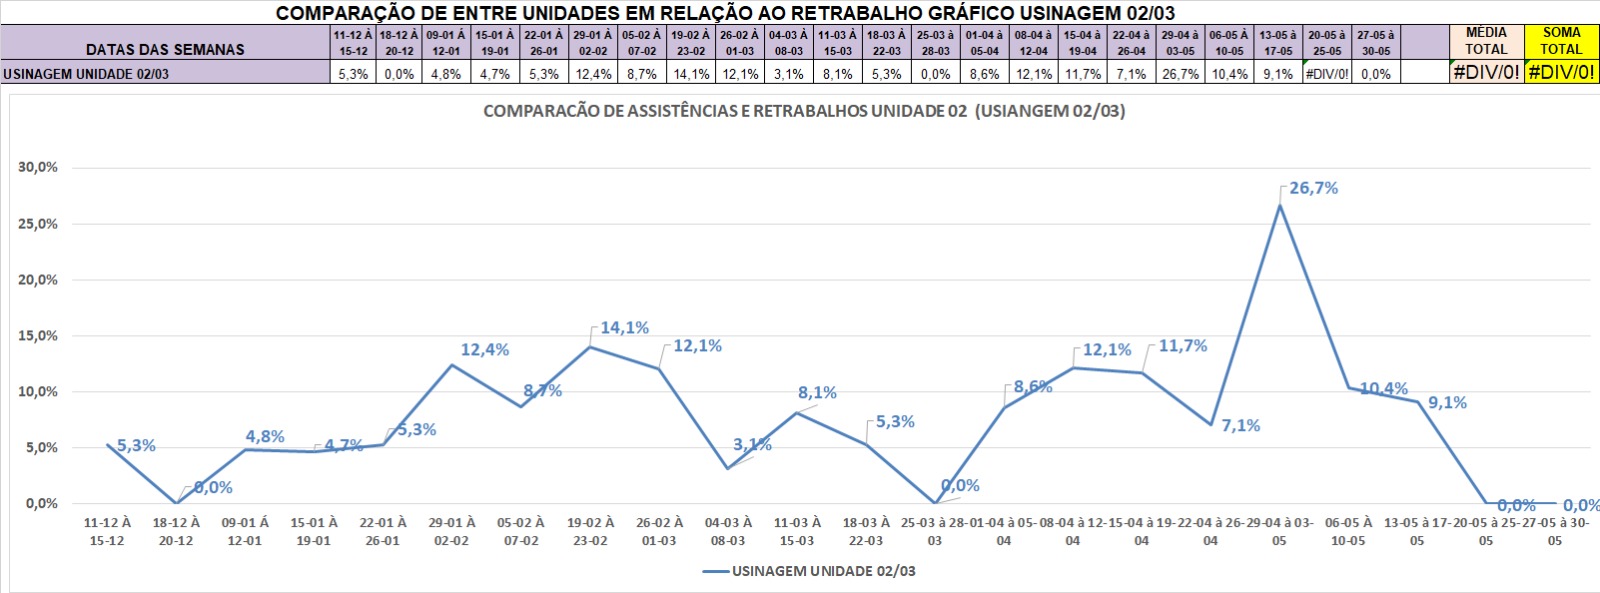 COMPARAÇÃO DE ENTRE UNIDADES EM RELAÇÃO AO RETRABALHO GRÁFICO USINAGEM 02/03
DATAS DAS SEMANAS 11-12 À 15-12 18-12 À 20-12 09-01 Á 12-01 15-01 À 19-01 22-01 À 26-01 29-01 À 02-02 05-02 À 07-02 19-02 À 23-02 26-02 À 01-03 04-03 À 08-03 11-03 À 15-03 18-03 À 22-03 25-03 à 28-03 01-04 à 05-04 08-04 à 12-04 15-04 à 19-04 22-04 à 26-04 29-04 à 03-05 06-05 À 10-05 13-05 à 17-05 20-05 à 25-05 27-05 à 30-05 MÉDIA TOTAL SOMA TOTAL
USINAGEM UNIDADE 02/03 5,3% 0,0% 4,8% 4,7% 5,3% 12,4% 8,7% 14,1% 12,1% 3,1% 8,1% 5,3% 0,0% 8,6% 12,1% 11,7% 7,1% 26,7% 10,4% 9,1% #DIV/0! 0,0% #DIV/0! #DIV/0!
COMPARACÃO DE ASSISTÊNCIAS E RETRABALHOS UNIDADE 02 (USIANGEM 02/03)
30,0%
25,0%
20,0%
15,0%
10,0%
5,0%
0,0%
5,3% 0,0% 4,8% 4,7% 5,3% 12,4% 8,7% 14,1% 12,1% 3,1% 8,1% 5,3% 0,0% 8,6% 12,1% 11,7% 7,1% 26,7% 10,4% 9,1% 0,0% 0,0%
11-12 À 18-12 À 09-01 Á 15-01 À 22-01 À 29-01 À 05-02 À 19-02 À 26-02 À 04-03 À 11-03 À 18-03 À 25-03 à 28- 01-04 à 05- 08-04 à 12- 15-04 à 19- 22-04 à 26- 29-04 à 03- 06-05 À 13-05 à 17- 20-05 à 25- 27-05 à 30-
15-12 20-12 12-01 19-01 26-01 02-02 07-02 23-02 01-03 08-03 15-03 22-03 03 04 04 04 04 05 10-05 05 05 05
USINAGEM UNIDADE 02/03